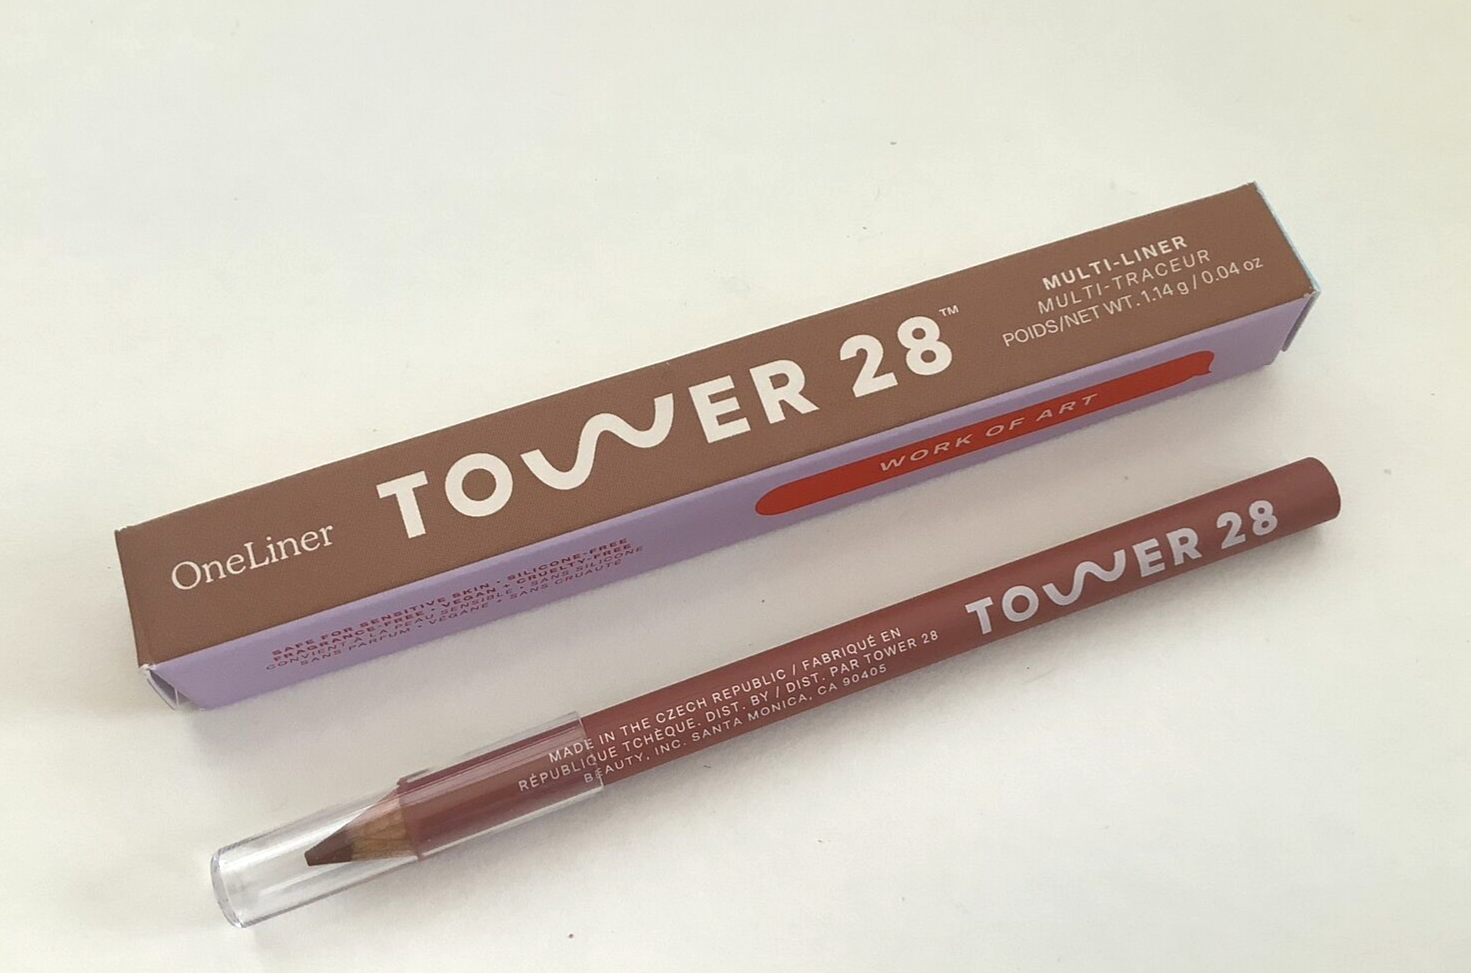 OneLiner
TOWER 28™
MULTI-LINER
MULTI-TRACEUR
POIDS/NET WT. 1.14 g / 0.04 oz
SAFE FOR SENSITIVE SKIN • SILICONE-FREE
FRAGRANCE-FREE • VEGAN + CRUELTY-FREE
CONVIENT À LA PEAU SENSIBLE • SANS SILICONE
SANS PARFUM • VÉGANE + SANS CRUAUTÉ
WORK OF ART
MADE IN THE CZECH REPUBLIC / FABRIQUÉ EN
RÉPUBLIQUE TCHÈQUE. DIST. BY / DIST. PAR TOWER 28
BEAUTY, INC. SANTA MONICA, CA 90405
TOWER 28